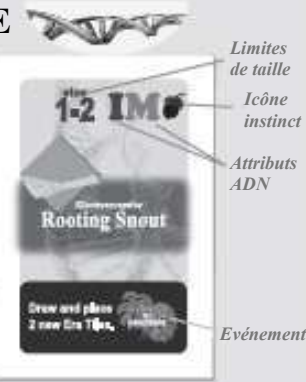 E
Limites
de taille
size
1-2 IM
Icône
instinct
Attributs
ADN
Rooting Snout
Draw and place
2 new Era Tiles.
Evénement